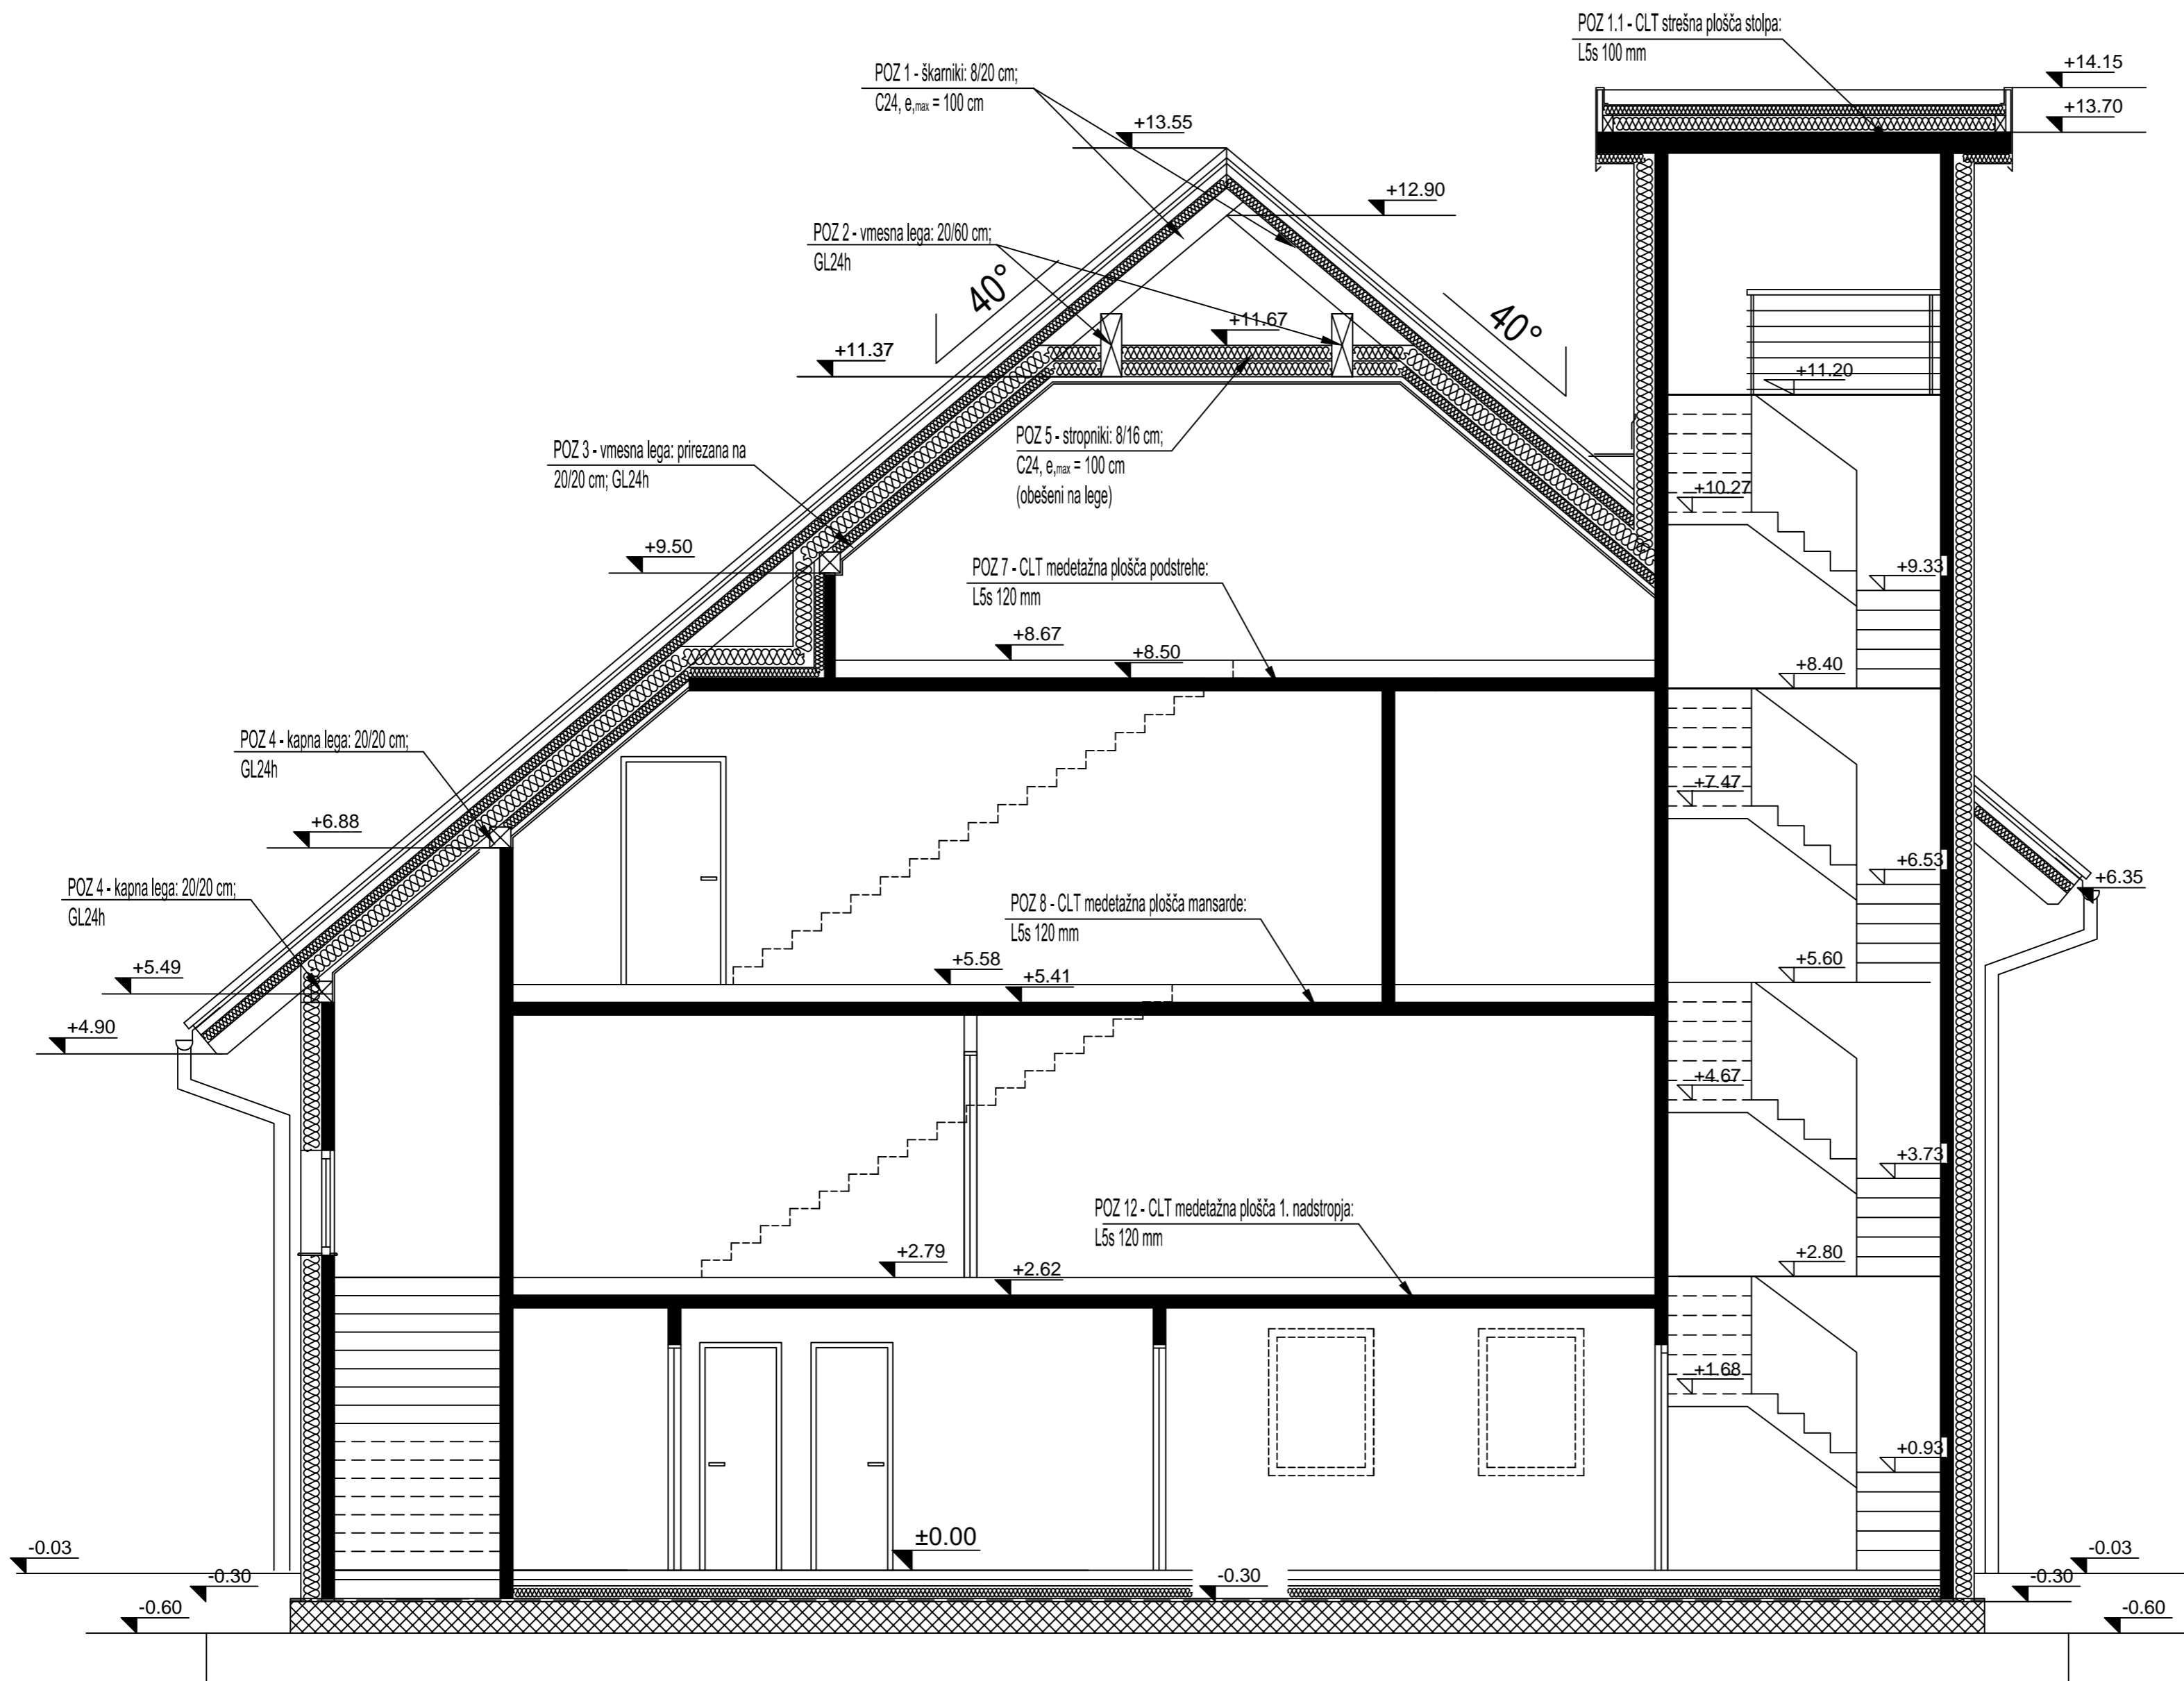 POZ 1.1 - CLT strešna plošča stolpa:
L5s 100 mm
+14.15
POZ 1 - škarniki: 8/20 cm;
C24, e,max = 100 cm
+13.70
+13.55
+12.90
POZ 2 - vmesna lega: 20/60 cm;
GL24h
40°
40°
+11.67
+11.37
+11.20
POZ 5 - stropniki: 8/16 cm;
C24, e,max = 100 cm
(obešeni na lege)
POZ 3 - vmesna lega: prirezana na
20/20 cm; GL24h
+10.27
+9.50
POZ 7 - CLT medetažna plošča podstrehe:
L5s 120 mm
+9.33
+8.67
+8.50
+8.40
POZ 4 - kapna lega: 20/20 cm;
GL24h
+7.47
+6.88
+6.53
+6.35
POZ 4 - kapna lega: 20/20 cm;
GL24h
POZ 8 - CLT medetažna plošča mansarde:
L5s 120 mm
+5.58
+5.60
+5.49
+5.41
+4.90
+4.67
+3.73
POZ 12 - CLT medetažna plošča 1. nadstropja:
L5s 120 mm
+2.79
+2.80
+2.62
+1.68
+0.93
±0.00
-0.03
-0.03
-0.30
-0.30
-0.30
-0.60
-0.60